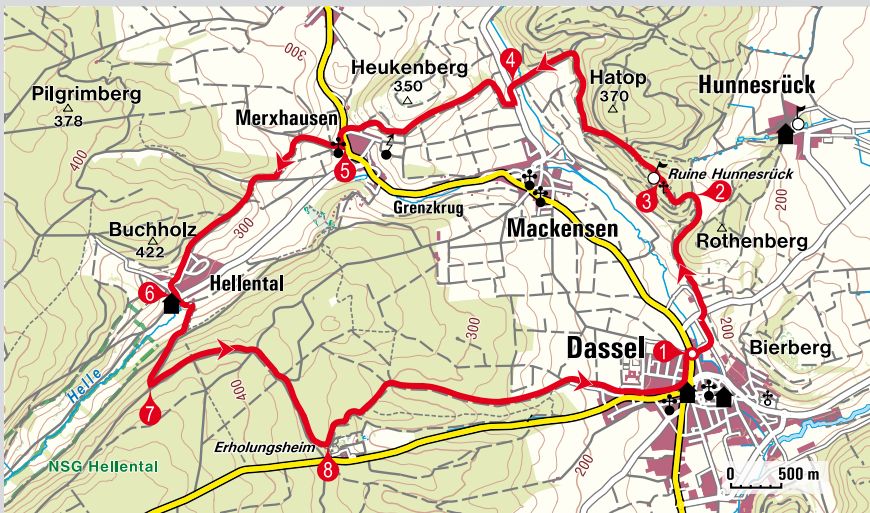 300
Heukenberg
350
4
Hatop
370
Hunnesrück
Pilgrimberg
378
Merxhausen
400
5
Ruine Hunnesrück
3
2
200
Grenzkrug
Mackensen
Rothenberg
Buchholz
422
300
Hellental
6
300
200
Dassel
1
Bierberg
Helle
400
7
Erholungsheim
8
NSG Hellental
200
0 500 m